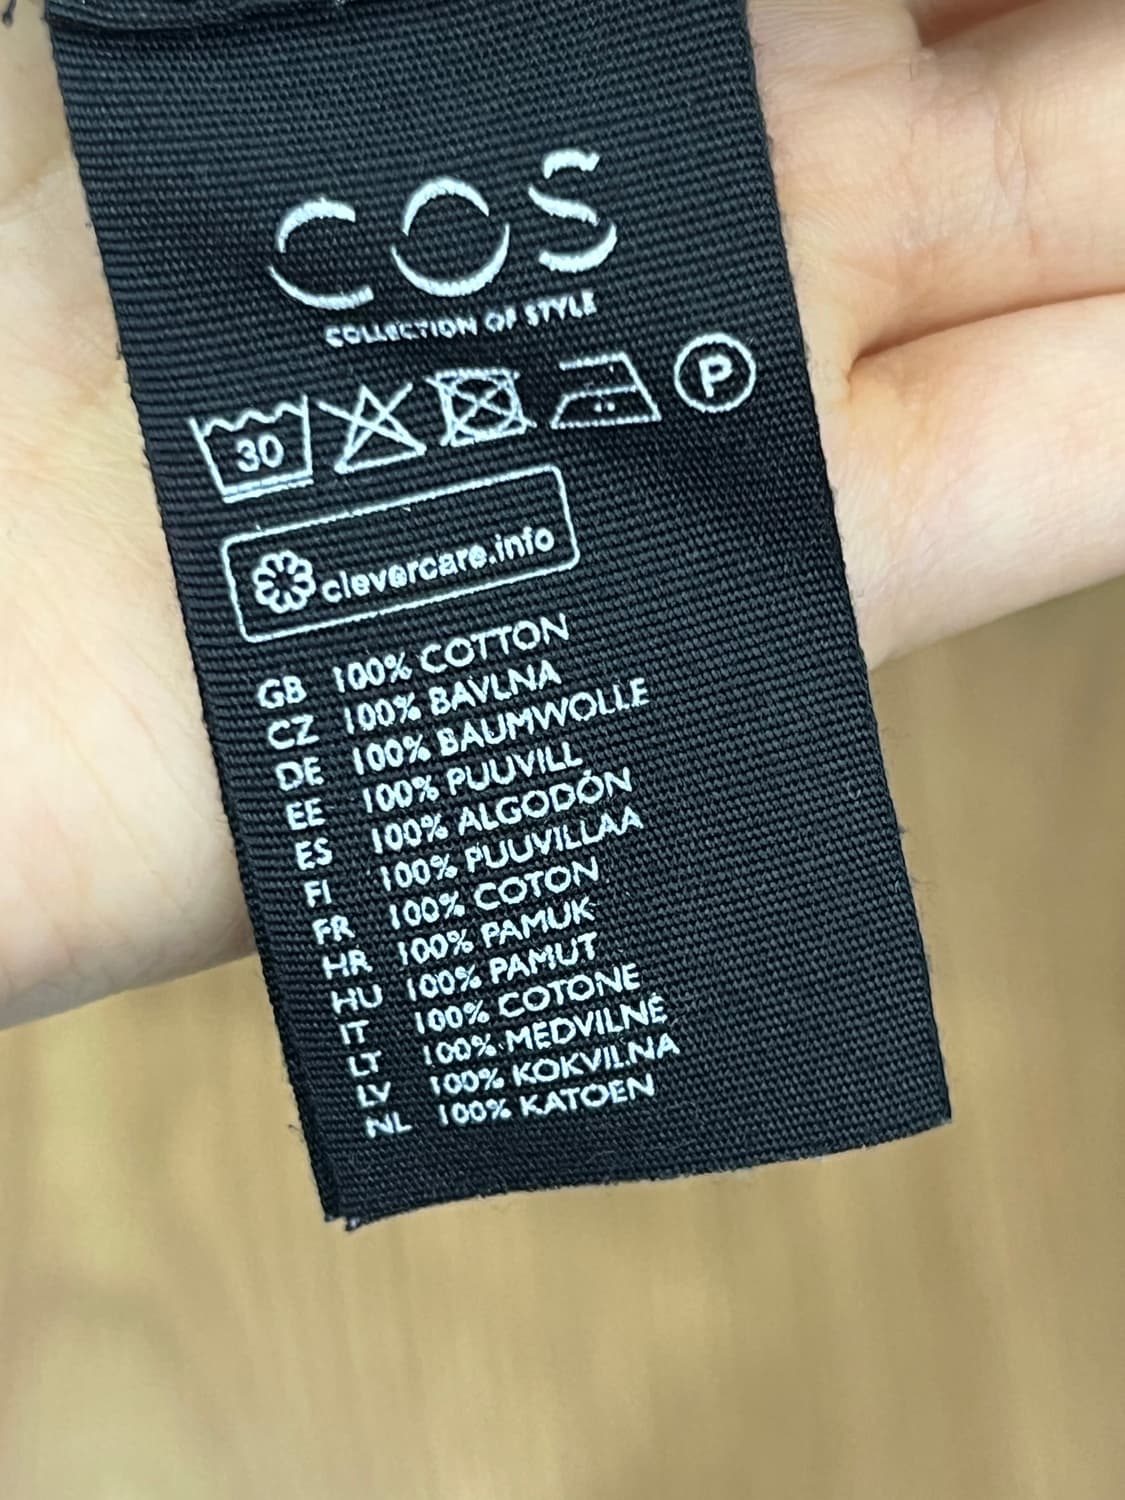 COS
COLLECTION OF STYLE
30 P
clevercare.info
GB 100% COTTON
CZ 100% BAVLNA
DE 100% BAUMWOLLE
EE 100% PUUVILL
ES 100% ALGODÓN
FI 100% PUUVILLAA
FR 100% COTON
HR 100% PAMUK
HU 100% PAMUT
IT 100% COTONE
LT 100% MEDVILNĖ
LV 100% KOKVILNA
NL 100% KATOEN